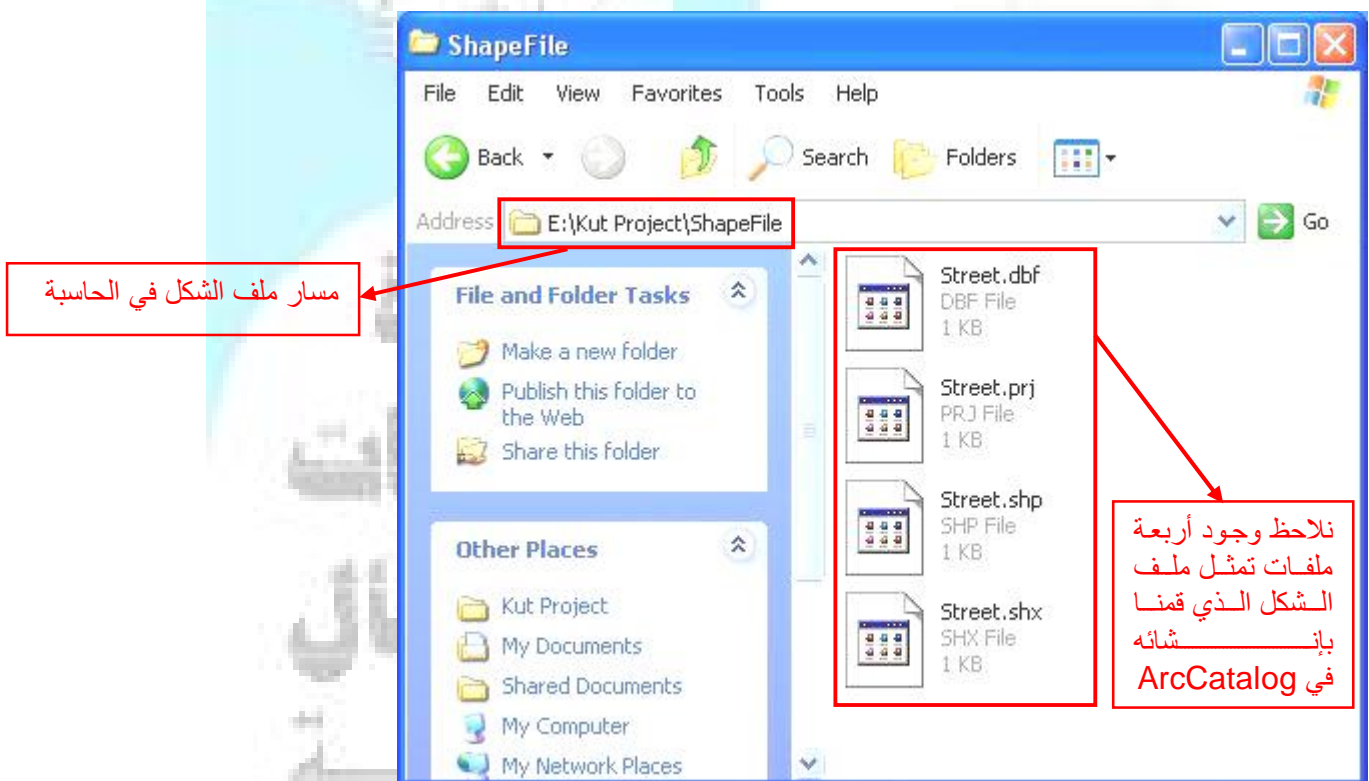 ShapeFile
File Edit View Favorites Tools Help
Back Search Folders
Address E:\Kut Project\ShapeFile Go
مسار ملف الشكل في الحاسبة
File and Folder Tasks
Make a new folder
Publish this folder to
the Web
Share this folder
Other Places
Kut Project
My Documents
Shared Documents
My Computer
My Network Places
Street.dbf
DBF File
1 KB
Street.prj
PRJ File
1 KB
Street.shp
SHP File
1 KB
Street.shx
SHX File
1 KB
نلاحظ وجود أربعة
ملفات تمثل ملف
الشكل الذي قمنا
بإنشائه
في ArcCatalog